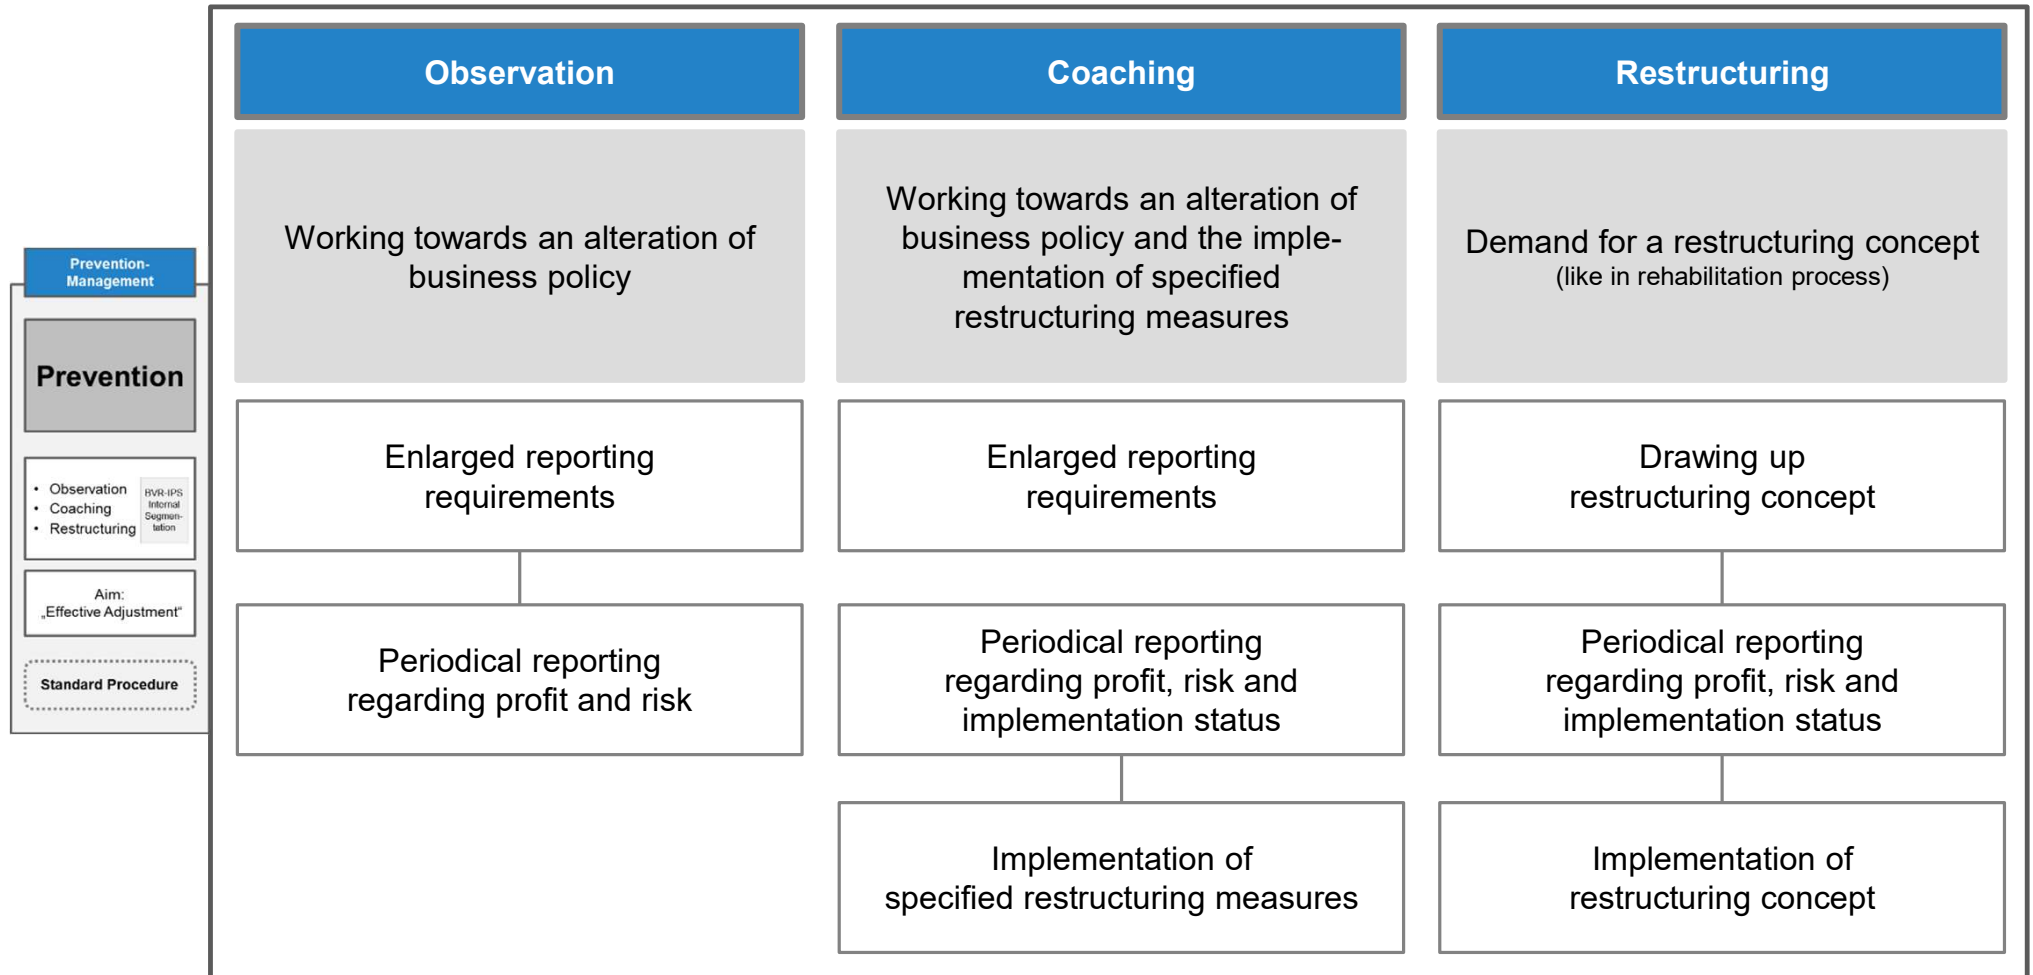 Prevention-
Management
Prevention
• Observation
• Coaching
• Restructuring
BVR-IPS
Internal
Segmen-
tation
Aim:
„Effective Adjustment“
Standard Procedure
Observation
Working towards an alteration of
business policy
Enlarged reporting
requirements
Periodical reporting
regarding profit and risk
Coaching
Working towards an alteration of
business policy and the imple-
mentation of specified
restructuring measures
Enlarged reporting
requirements
Periodical reporting
regarding profit, risk and
implementation status
Implementation of
specified restructuring measures
Restructuring
Demand for a restructuring concept
(like in rehabilitation process)
Drawing up
restructuring concept
Periodical reporting
regarding profit, risk and
implementation status
Implementation of
restructuring concept